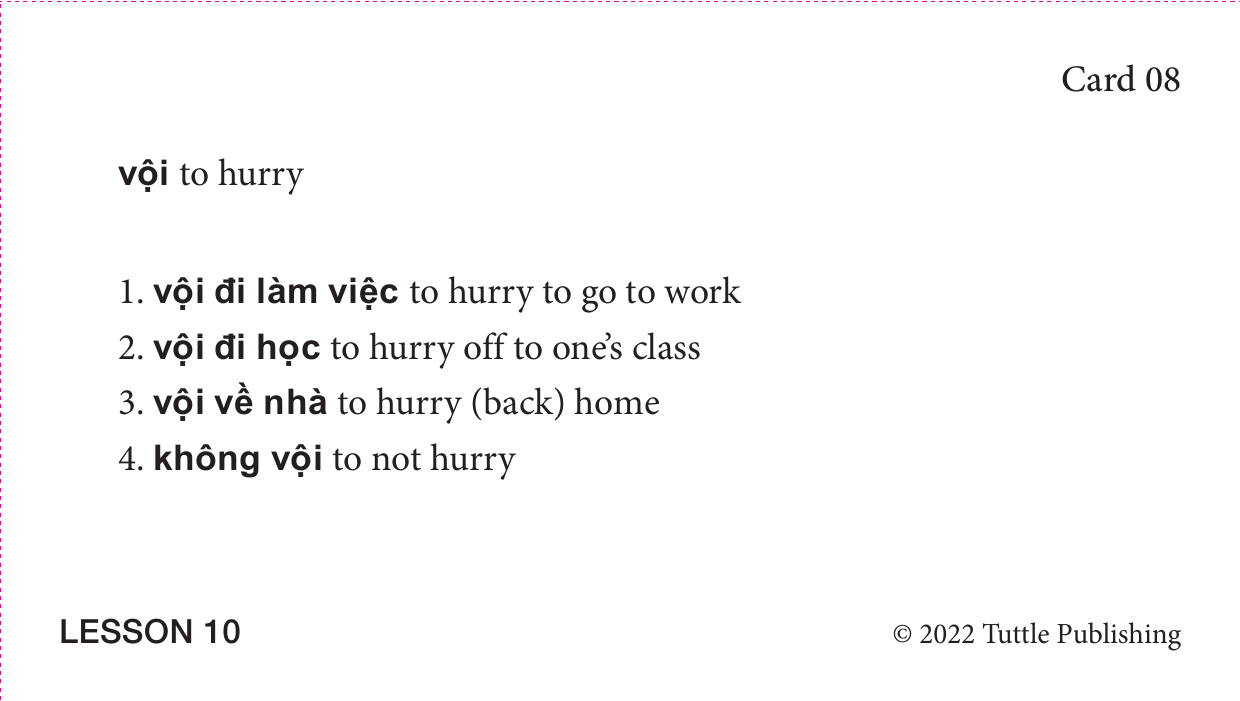 Card 08
vội to hurry
1. vội đi làm việc to hurry to go to work
2. vội đi học to hurry off to one’s class
3. vội về nhà to hurry (back) home
4. không vội to not hurry
LESSON 10
© 2022 Tuttle Publishing